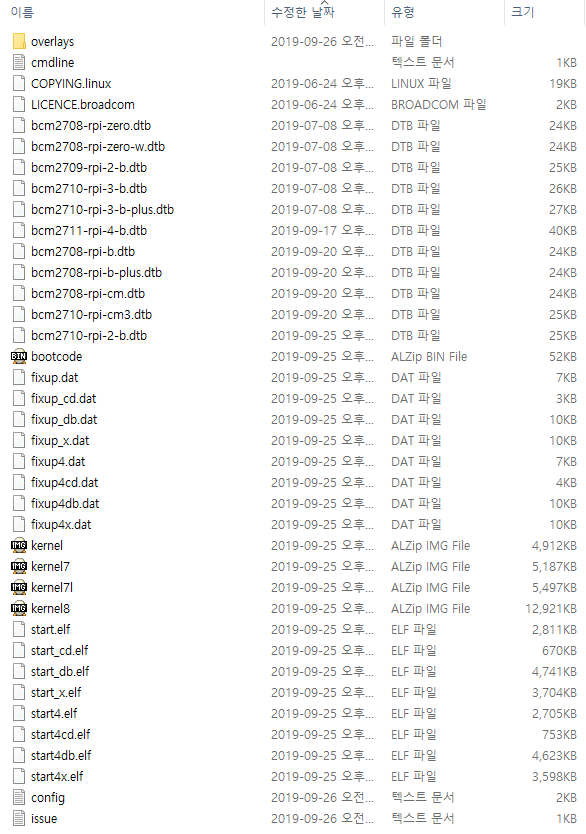 이름 수정한 날짜 유형 크기
overlays 2019-09-26 오전... 파일 폴더
cmdline 텍스트 문서 1KB
COPYING.linux 2019-06-24 오후... LINUX 파일 19KB
LICENCE.broadcom 2019-06-24 오후... BROADCOM 파일 2KB
bcm2708-rpi-zero.dtb 2019-07-08 오후... DTB 파일 24KB
bcm2708-rpi-zero-w.dtb 2019-07-08 오후... DTB 파일 24KB
bcm2709-rpi-2-b.dtb 2019-07-08 오후... DTB 파일 25KB
bcm2710-rpi-3-b.dtb 2019-07-08 오후... DTB 파일 26KB
bcm2710-rpi-3-b-plus.dtb 2019-07-08 오후... DTB 파일 27KB
bcm2711-rpi-4-b.dtb 2019-09-17 오후... DTB 파일 40KB
bcm2708-rpi-b.dtb 2019-09-20 오후... DTB 파일 24KB
bcm2708-rpi-b-plus.dtb 2019-09-20 오후... DTB 파일 24KB
bcm2708-rpi-cm.dtb 2019-09-20 오후... DTB 파일 24KB
bcm2710-rpi-cm3.dtb 2019-09-20 오후... DTB 파일 25KB
bcm2710-rpi-2-b.dtb 2019-09-25 오후... DTB 파일 25KB
BIN bootcode 2019-09-25 오후... ALZip BIN File 52KB
fixup.dat 2019-09-25 오후... DAT 파일 7KB
fixup_cd.dat 2019-09-25 오후... DAT 파일 3KB
fixup_db.dat 2019-09-25 오후... DAT 파일 10KB
fixup_x.dat 2019-09-25 오후... DAT 파일 10KB
fixup4.dat 2019-09-25 오후... DAT 파일 7KB
fixup4cd.dat 2019-09-25 오후... DAT 파일 4KB
fixup4db.dat 2019-09-25 오후... DAT 파일 10KB
fixup4x.dat 2019-09-25 오후... DAT 파일 10KB
IMG kernel 2019-09-25 오후... ALZip IMG File 4,912KB
IMG kernel7 2019-09-25 오후... ALZip IMG File 5,187KB
IMG kernel7l 2019-09-25 오후... ALZip IMG File 5,497KB
IMG kernel8 2019-09-25 오후... ALZip IMG File 12,921KB
start.elf 2019-09-25 오후... ELF 파일 2,811KB
start_cd.elf 2019-09-25 오후... ELF 파일 670KB
start_db.elf 2019-09-25 오후... ELF 파일 4,741KB
start_x.elf 2019-09-25 오후... ELF 파일 3,704KB
start4.elf 2019-09-25 오후... ELF 파일 2,705KB
start4cd.elf 2019-09-25 오후... ELF 파일 753KB
start4db.elf 2019-09-25 오후... ELF 파일 4,623KB
start4x.elf 2019-09-25 오후... ELF 파일 3,598KB
config 2019-09-26 오전... 텍스트 문서 2KB
issue 2019-09-26 오전... 텍스트 문서 1KB